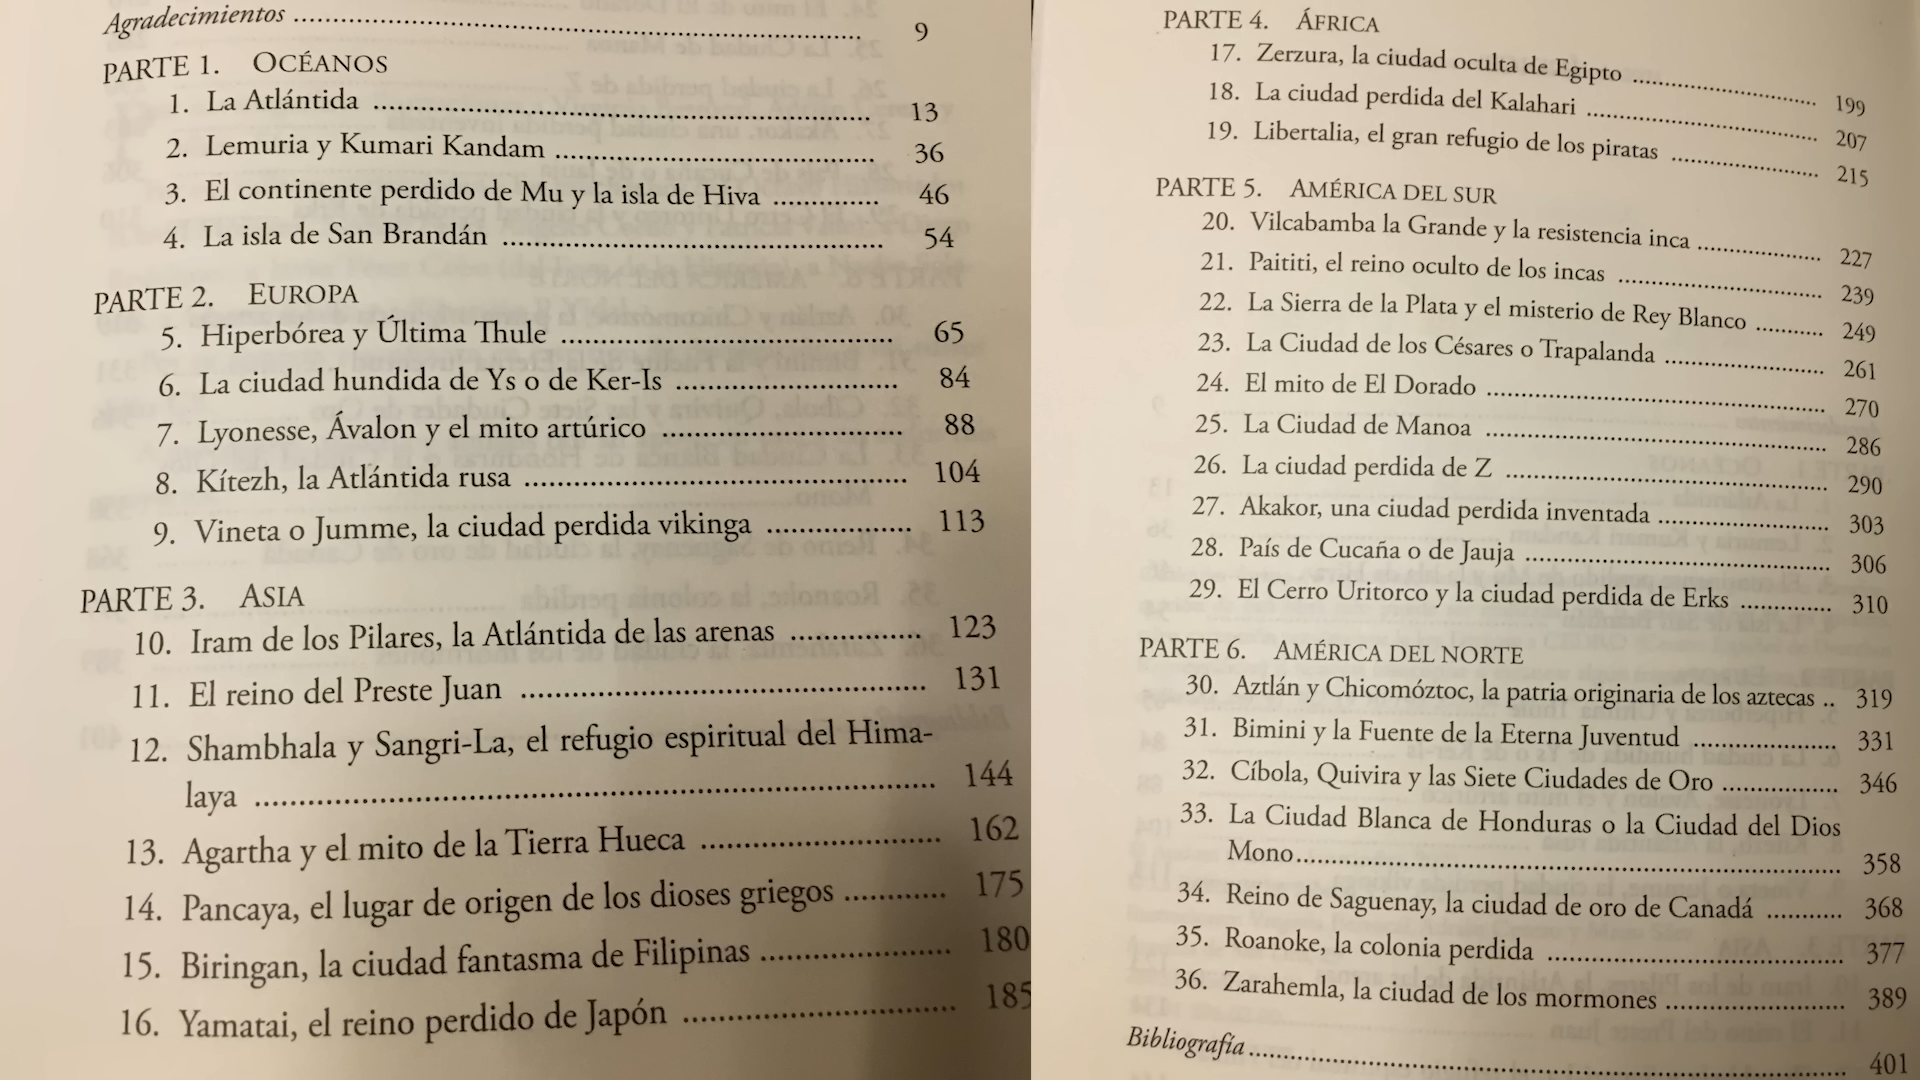 Agradecimientos ........ 9
PARTE 1. OCÉANOS
1. La Atlántida ........ 13
2. Lemuria y Kumari Kandam ........ 36
3. El continente perdido de Mu y la isla de Hiva ........ 46
4. La isla de San Brandán ........ 54
PARTE 2. EUROPA
5. Hiperbórea y Última Thule ........ 65
6. La ciudad hundida de Ys o de Ker-Is ........ 84
7. Lyonesse, Ávalon y el mito artúrico ........ 88
8. Kítezh, la Atlántida rusa ........ 104
9. Vineta o Jumme, la ciudad perdida vikinga ........ 113
PARTE 3. ASIA
10. Iram de los Pilares, la Atlántida de las arenas ........ 123
11. El reino del Preste Juan ........ 131
12. Shambhala y Sangri-La, el refugio espiritual del Hima-
laya ........ 144
13. Agartha y el mito de la Tierra Hueca ........ 162
14. Pancaya, el lugar de origen de los dioses griegos ........ 175
15. Biringan, la ciudad fantasma de Filipinas ........ 180
16. Yamatai, el reino perdido de Japón ........ 185
PARTE 4. ÁFRICA
17. Zerzura, la ciudad oculta de Egipto ........ 199
18. La ciudad perdida del Kalahari ........ 207
19. Libertalia, el gran refugio de los piratas ........ 215
PARTE 5. AMÉRICA DEL SUR
20. Vilcabamba la Grande y la resistencia inca ........ 227
21. Paititi, el reino oculto de los incas ........ 239
22. La Sierra de la Plata y el misterio de Rey Blanco ........ 249
23. La Ciudad de los Césares o Trapalanda ........ 261
24. El mito de El Dorado ........ 270
25. La Ciudad de Manoa ........ 286
26. La ciudad perdida de Z ........ 290
27. Akakor, una ciudad perdida inventada ........ 303
28. País de Cucaña o de Jauja ........ 306
29. El Cerro Uritorco y la ciudad perdida de Erks ........ 310
PARTE 6. AMÉRICA DEL NORTE
30. Aztlán y Chicomóztoc, la patria originaria de los aztecas .. 319
31. Bimini y la Fuente de la Eterna Juventud ........ 331
32. Cíbola, Quivira y las Siete Ciudades de Oro ........ 346
33. La Ciudad Blanca de Honduras o la Ciudad del Dios
Mono ........ 358
34. Reino de Saguenay, la ciudad de oro de Canadá ........ 368
35. Roanoke, la colonia perdida ........ 377
36. Zarahemla, la ciudad de los mormones ........ 389
Bibliografía ........ 401